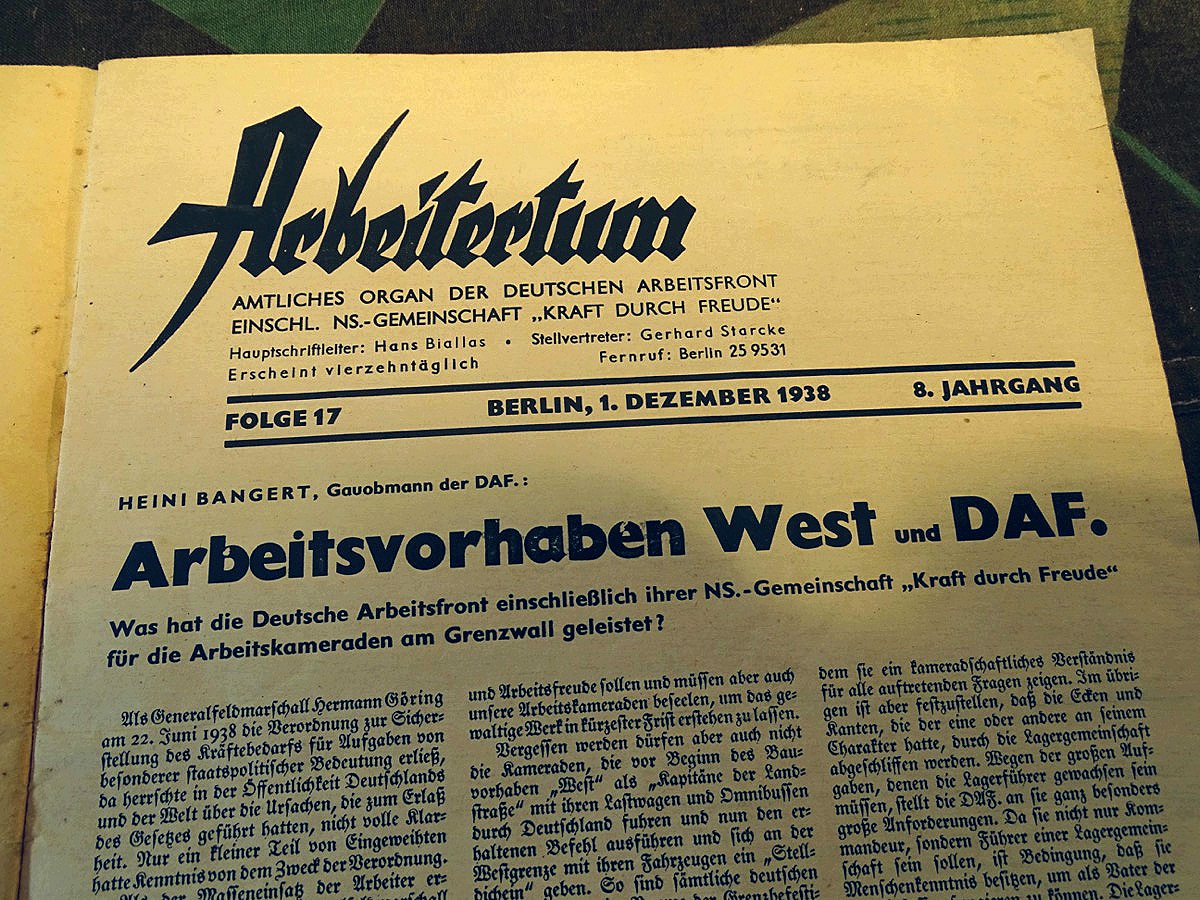 Arbeitertum
AMTLICHES ORGAN DER DEUTSCHEN ARBEITSFRONT
EINSCHL. NS.-GEMEINSCHAFT „KRAFT DURCH FREUDE“
Hauptschriftleiter: Hans Biallas • Stellvertreter: Gerhard Starcke
Erscheint vierzehntäglich Fernruf: Berlin 25 95 31
FOLGE 17 BERLIN, 1. DEZEMBER 1938 8. JAHRGANG
HEINI BANGERT, Gauobmann der DAF.:
Arbeitsvorhaben West und DAF.
Was hat die Deutsche Arbeitsfront einschließlich ihrer NS.-Gemeinschaft „Kraft durch Freude“
für die Arbeitskameraden am Grenzwall geleistet?
Als Generalfeldmarschall Hermann Göring
am 22. Juni 1938 die Verordnung zur Sicher-
stellung des Kräftebedarfs für Aufgaben von
besonderer staatspolitischer Bedeutung erließ,
da herrschte in der Öffentlichkeit Deutschlands
und der Welt über die Ursachen, die zum Erlaß
des Gesetzes geführt hatten, nicht volle Klar-
heit. Nur ein kleiner Teil von Eingeweihten
hatte Kenntnis von dem Zweck der Verordnung.
Als der Masseneinsatz der Arbeiter er-
und Arbeitsfreude sollen und müssen aber auch
unsere Arbeitskameraden beseelen, um das ge-
waltige Werk in kürzester Frist erstehen zu lassen.
Vergessen werden dürfen aber auch nicht
die Kameraden, die vor Beginn des Bau-
vorhaben „West“ als „Kapitäne der Land-
straße“ mit ihren Lastwagen und Omnibussen
durch Deutschland fuhren und nun den er-
haltenen Befehl ausführen und sich an der
Westgrenze mit ihren Fahrzeugen ein „Stell-
dichein“ geben. So sind sämtliche deutschen
der Grenzbefesti-
dem sie ein kameradschaftliches Verständnis
für alle auftretenden Fragen zeigen. Im übri-
gen ist aber festzustellen, daß die Ecken und
Kanten, die der eine oder andere an seinem
Charakter hatte, durch die Lagergemeinschaft
abgeschliffen werden. Wegen der großen Auf-
gaben, denen die Lagerführer gewachsen sein
müssen, stellt die DAF. an sie ganz besonders
große Anforderungen. Da sie nicht nur Kom-
mandeur, sondern Führer einer Lagergemein-
schaft sein sollen, ist Bedingung, daß sie
Menschenkenntnis besitzen, um als Vater der
zu können. Die Lager-